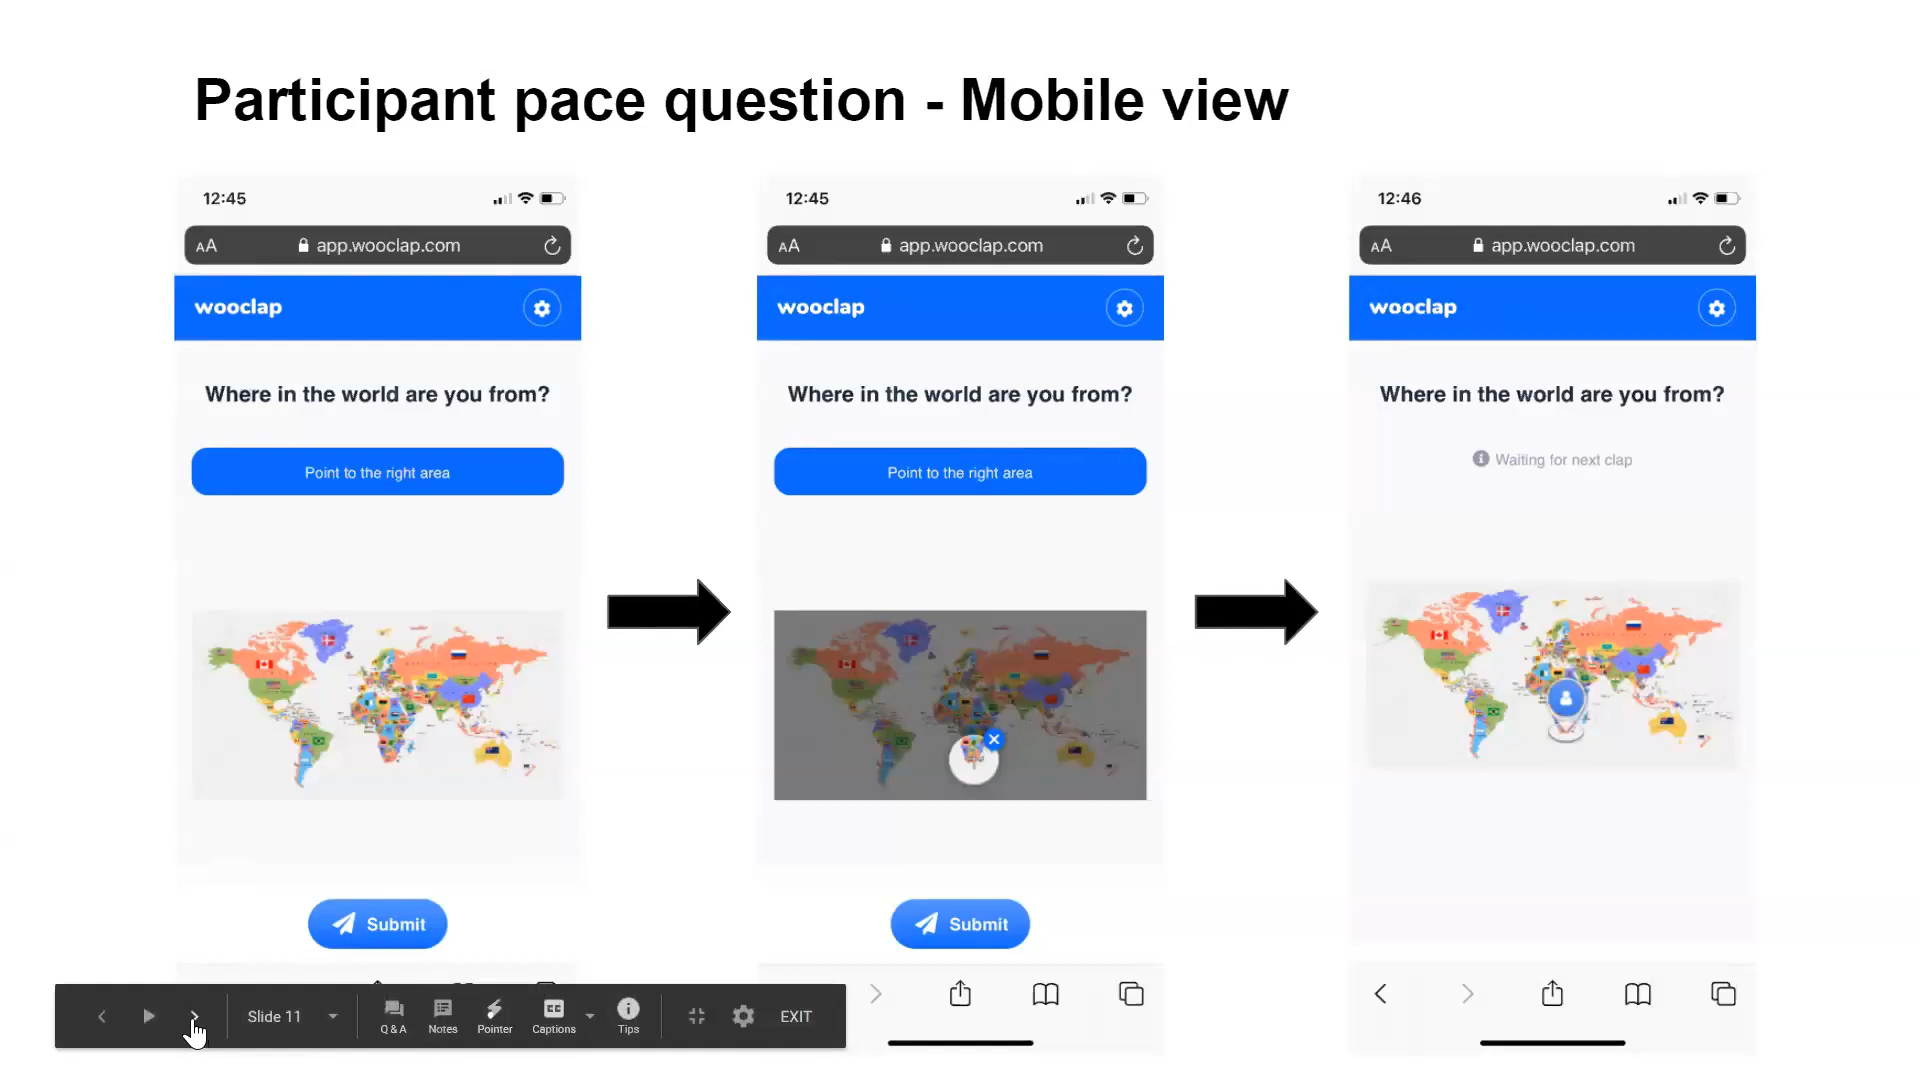 Participant pace question - Mobile view
12:45
AA app.wooclap.com
wooclap
Where in the world are you from?
Point to the right area
Submit
12:45
AA app.wooclap.com
wooclap
Where in the world are you from?
Point to the right area
Submit
12:46
AA app.wooclap.com
wooclap
Where in the world are you from?
Waiting for next clap
Slide 11
Q & A
Notes
Pointer
CC
Captions
Tips
EXIT